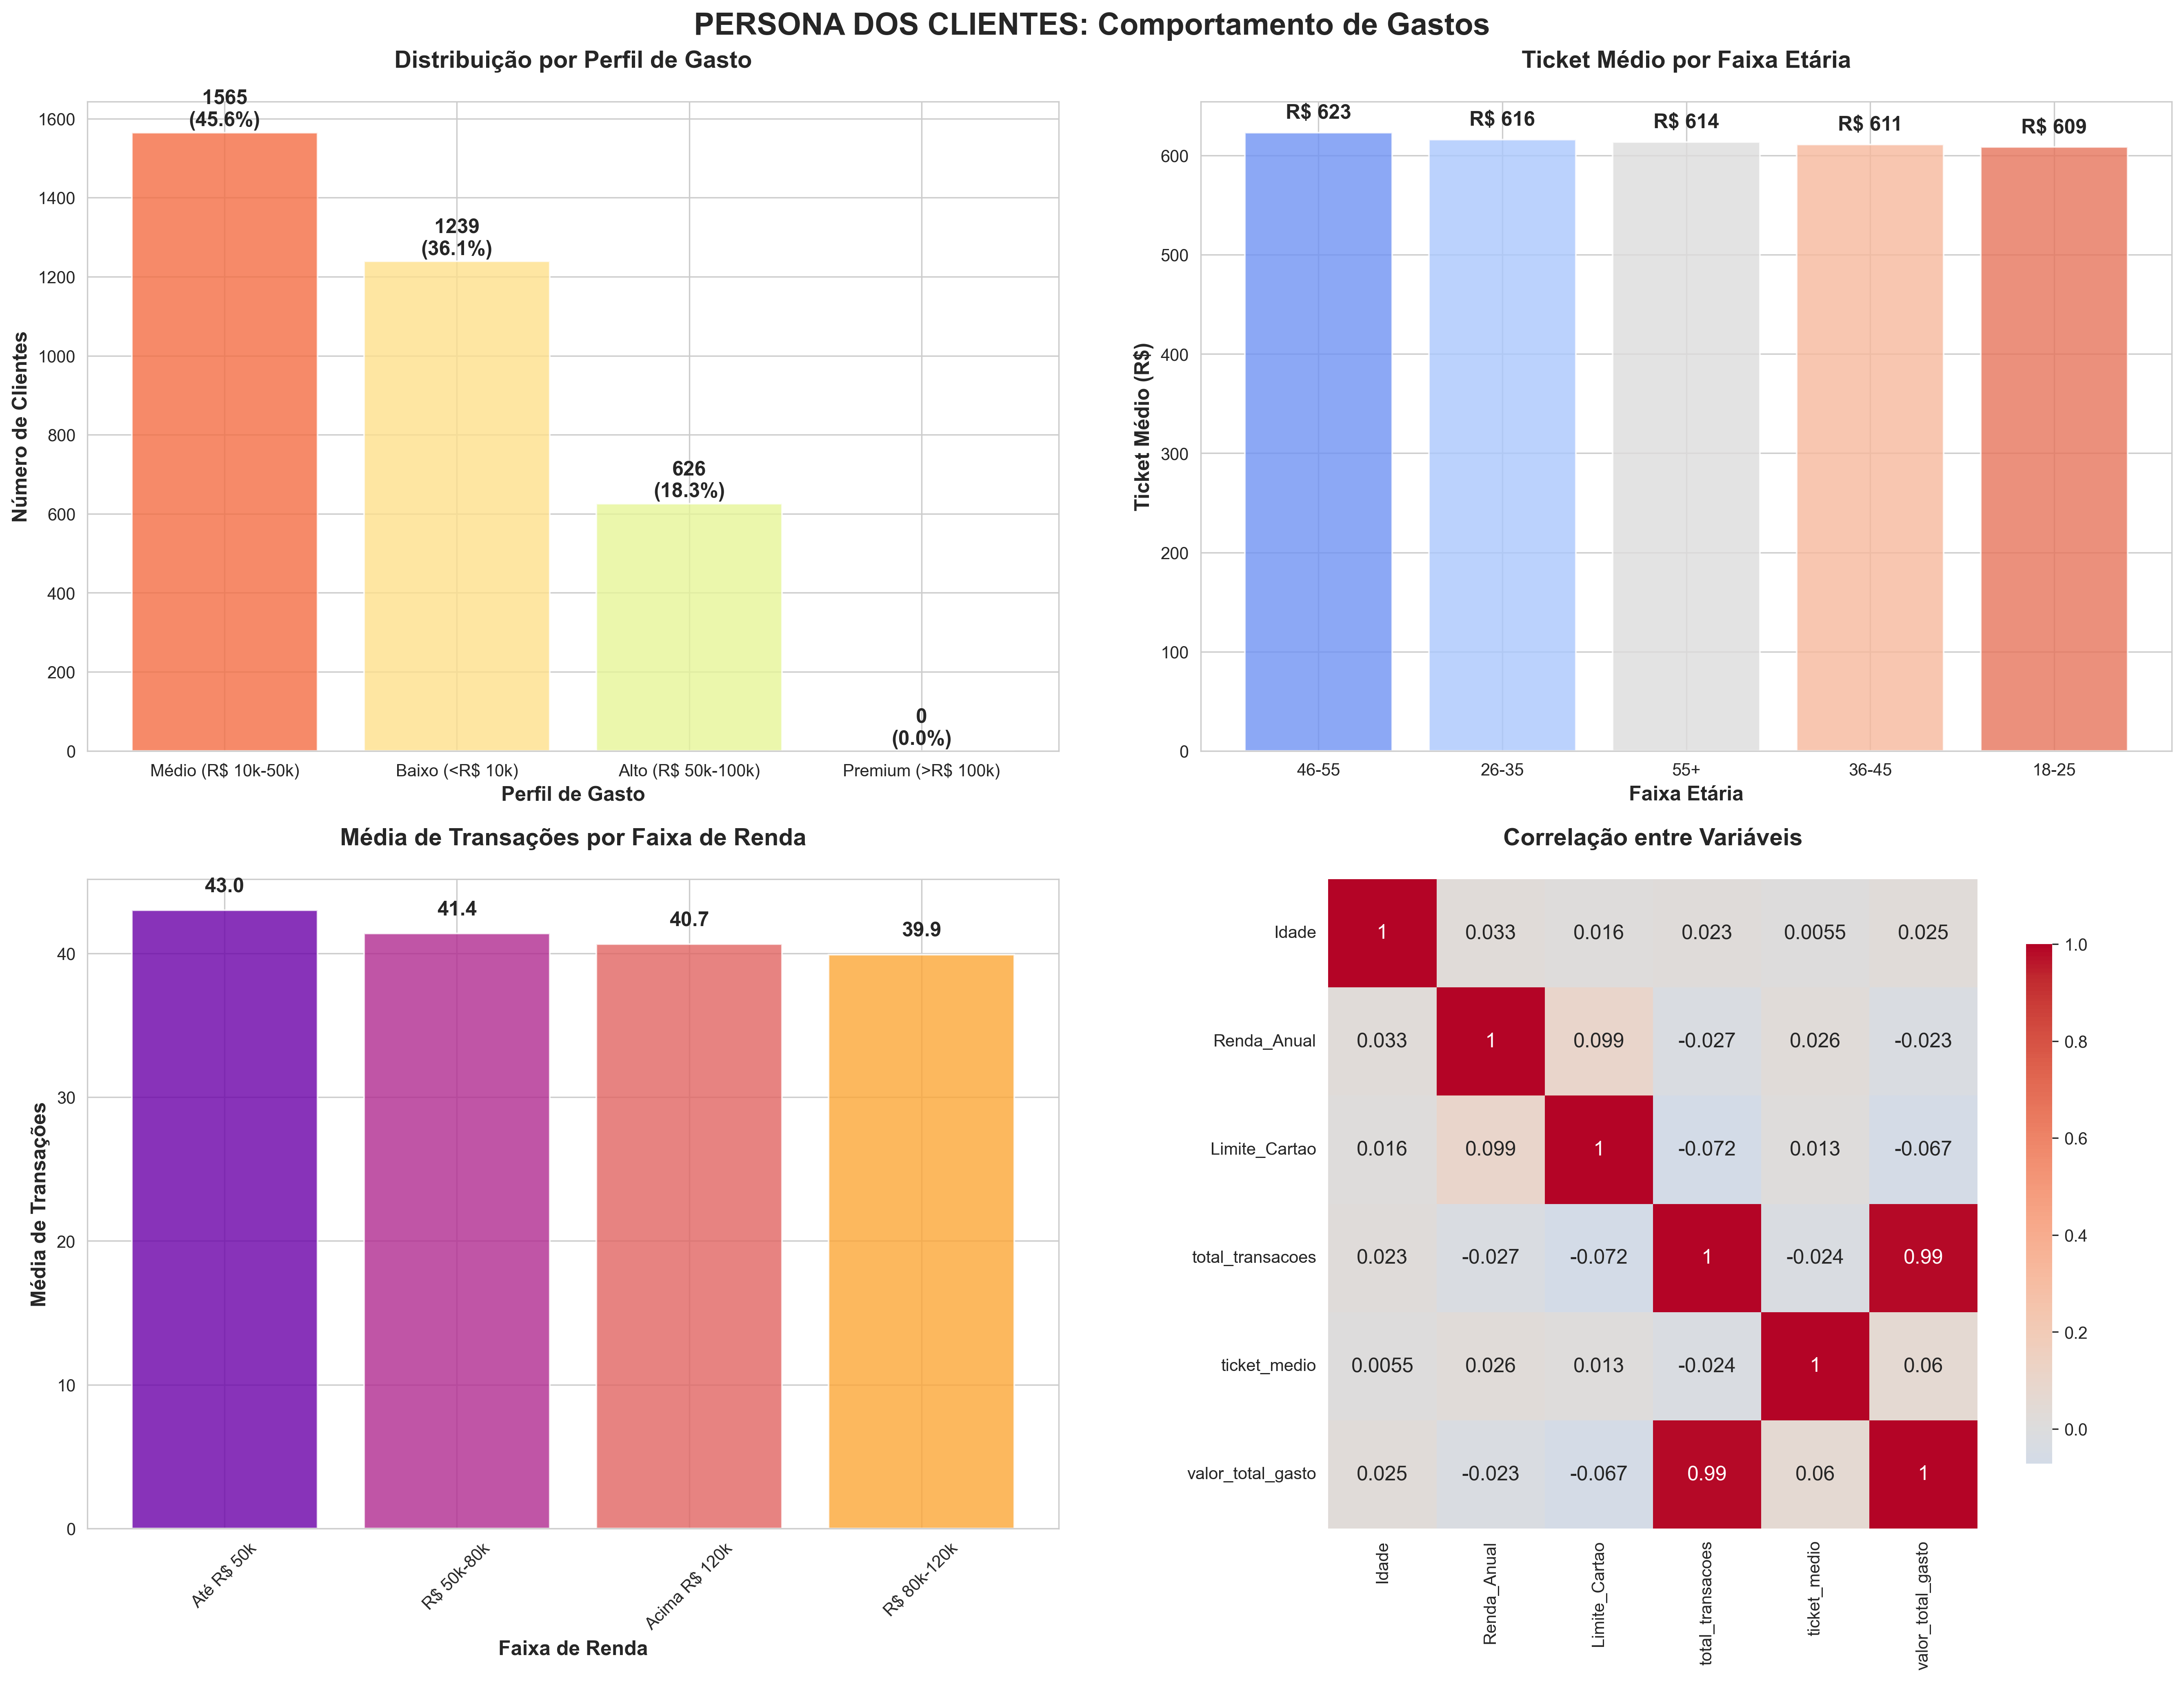 PERSONA DOS CLIENTES: Comportamento de Gastos
Distribuição por Perfil de Gasto
1565
(45.6%)
1239
(36.1%)
626
(18.3%)
0
(0.0%)
1600
1400
1200
1000
800
600
400
200
0
Número de Clientes
Médio (R$ 10k-50k)
Baixo (<R$ 10k)
Alto (R$ 50k-100k)
Premium (>R$ 100k)
Perfil de Gasto
Ticket Médio por Faixa Etária
R$ 623
R$ 616
R$ 614
R$ 611
R$ 609
600
500
400
300
200
100
0
Ticket Médio (R$)
46-55
26-35
55+
36-45
18-25
Faixa Etária
Média de Transações por Faixa de Renda
43.0
41.4
40.7
39.9
40
30
20
10
0
Média de Transações
Até R$ 50k
R$ 50k-80k
Acima R$ 120k
R$ 80k-120k
Faixa de Renda
Correlação entre Variáveis
Idade 1 0.033 0.016 0.023 0.0055 0.025
Renda_Anual 0.033 1 0.099 -0.027 0.026 -0.023
Limite_Cartao 0.016 0.099 1 -0.072 0.013 -0.067
total_transacoes 0.023 -0.027 -0.072 1 -0.024 0.99
ticket_medio 0.0055 0.026 0.013 -0.024 1 0.06
valor_total_gasto 0.025 -0.023 -0.067 0.99 0.06 1
Idade
Renda_Anual
Limite_Cartao
total_transacoes
ticket_medio
valor_total_gasto
1.0
0.8
0.6
0.4
0.2
0.0